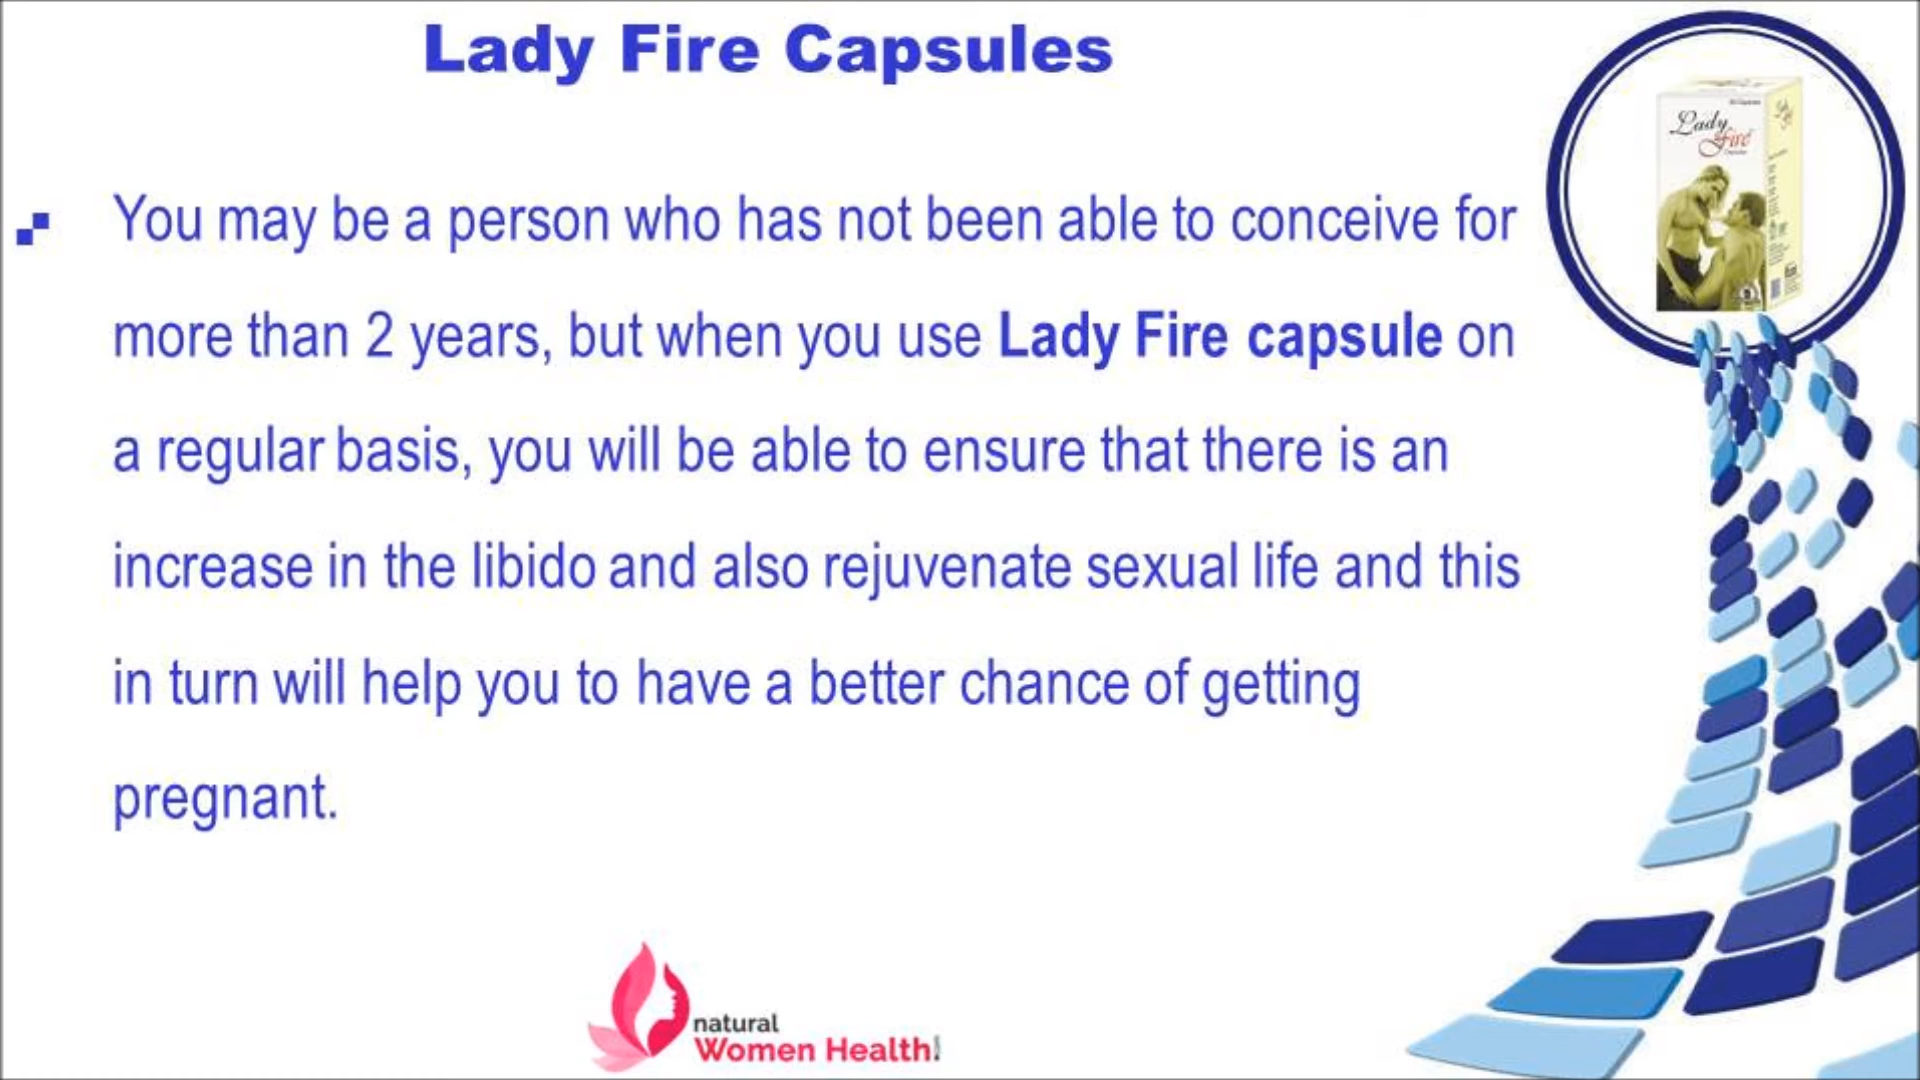 Lady Fire Capsules
Lady
Fire
You may be a person who has not been able to conceive for
more than 2 years, but when you use Lady Fire capsule on
a regular basis, you will be able to ensure that there is an
increase in the libido and also rejuvenate sexual life and this
in turn will help you to have a better chance of getting
pregnant.
natural
Women Health!